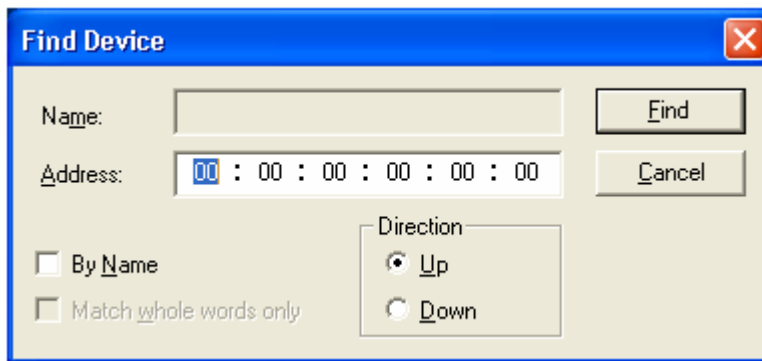 Find Device
Name:
Find
Address:
00 : 00 : 00 : 00 : 00 : 00
Cancel
Direction
By Name
Up
Match whole words only
Down